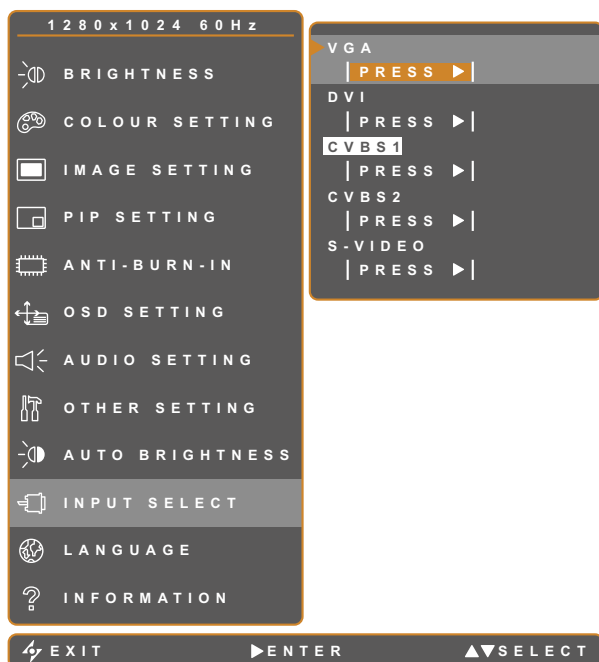 1280x1024 60Hz
BRIGHTNESS
COLOUR SETTING
IMAGE SETTING
PIP SETTING
ANTI-BURN-IN
OSD SETTING
AUDIO SETTING
OTHER SETTING
AUTO BRIGHTNESS
INPUT SELECT
LANGUAGE
INFORMATION
VGA
PRESS ▶
DVI
PRESS ▶
CVBS1
PRESS ▶
CVBS2
PRESS ▶
S-VIDEO
PRESS ▶
EXIT ▶ENTER ▲▼SELECT